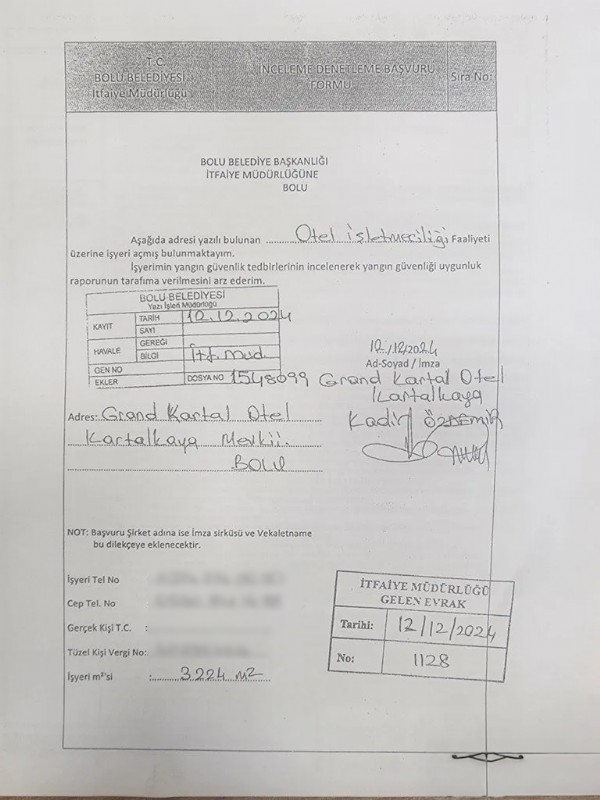 T.C.
BOLU BELEDİYESİ
İtfaiye Müdürlüğü
İNCELEME DENETLEME BAŞVURU
FORMU
Sıra No:
BOLU BELEDİYE BAŞKANLIĞI
İTFAİYE MÜDÜRLÜĞÜNE
BOLU
Aşağıda adresi yazılı bulunan ....Otel İşletmeciliği Faaliyeti
üzerine işyeri açmış bulunmaktayım.
İşyerimin yangın güvenlik tedbirlerinin incelenerek yangın güvenliği uygunluk
raporunun tarafıma verilmesini arz ederim.
BOLU BELEDİYESİ
Yazı İşleri Müdürlüğü
KAYIT TARİH 12.12.2024
SAYI
HAVALE GEREĞİ
BİLGİ İtf. Müd.
GEN NO
EKLER DOSYA NO 1548099
12./12/2024
Ad-Soyad / İmza
Grand Kartal Otel
Kartalkaya
Kadir ÖZDEMİR
Adres: Grand Kartal Otel
Kartalkaya Mevkii.
BOLU
NOT: Başvuru Şirket adına ise İmza sirküsü ve Vekaletname
bu dilekçeye eklenecektir.
İşyeri Tel No
Cep Tel. No
Gerçek Kişi T.C. :
Tüzel Kişi Vergi No:
İşyeri m²'si : 3224 m2
İTFAİYE MÜDÜRLÜĞÜ
GELEN EVRAK
Tarihi: 12/12/2024
No: 1128